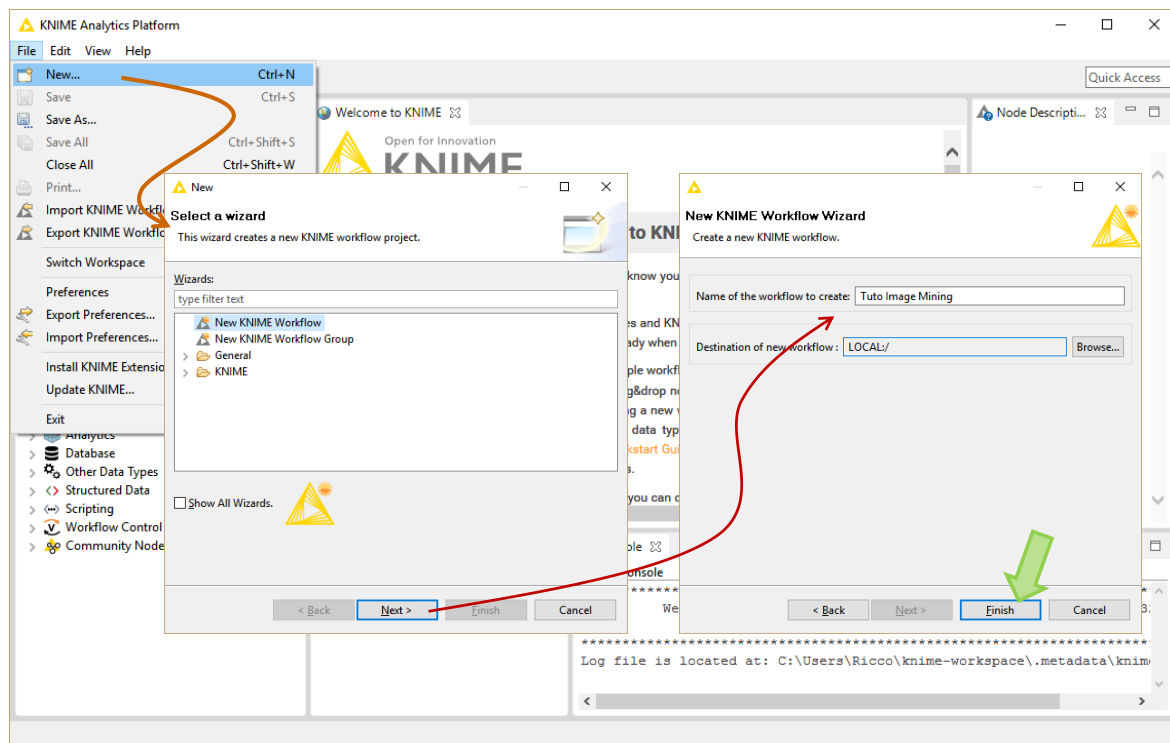 KNIME Analytics Platform
File Edit View Help
New... Ctrl+N
Save Ctrl+S
Save As...
Save All Ctrl+Shift+S
Close All Ctrl+Shift+W
Print...
Import KNIME Workfl
Export KNIME Workflo
Switch Workspace
Preferences
Export Preferences...
Import Preferences...
Install KNIME Extensio
Update KNIME...
Exit
Analytics
Database
Other Data Types
Structured Data
Scripting
Workflow Control
Community Node
Quick Access
Welcome to KNIME
Node Descripti...
Open for Innovation
KNIME
New
Select a wizard
This wizard creates a new KNIME workflow project.
Wizards:
type filter text
New KNIME Workflow
New KNIME Workflow Group
General
KNIME
Show All Wizards.
< Back Next > Finish Cancel
to KNI
know you
es and KN
ady when
ple workfl
g&drop n
g a new
data typ
kstart Gui
s.
you can
New KNIME Workflow Wizard
Create a new KNIME workflow.
Name of the workflow to create: Tuto Image Mining
Destination of new workflow : LOCAL:/ Browse...
< Back Next > Finish Cancel
ole
onsole
We
**********************************************************************
Log file is located at: C:\Users\Ricco\knime-workspace\.metadata\knim